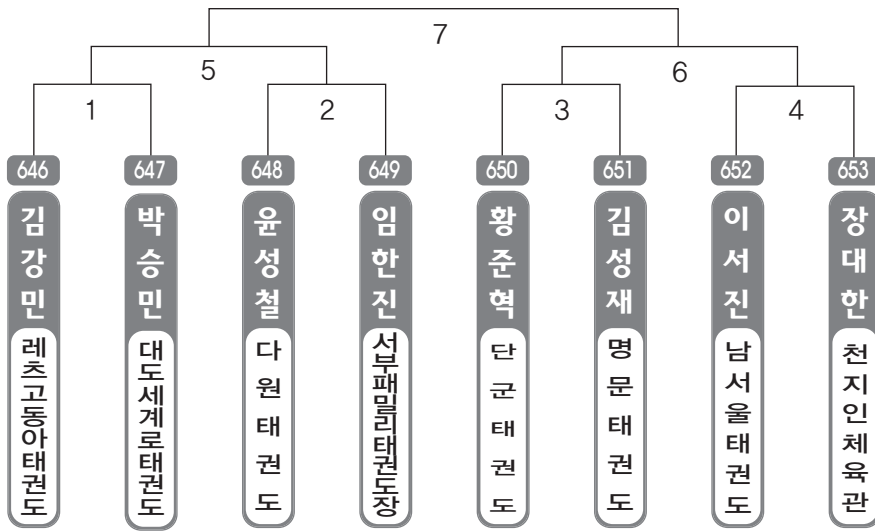 7
5
6
1
2
3
4
646
647
648
649
650
651
652
653
김강민
박승민
윤성철
임한진
황준혁
김성재
이서진
장대한
레츠고동아태권도
대도세계로태권도
다원태권도
서부패밀리태권도장
단군태권도
명문태권도
남서울태권도
천지인체육관